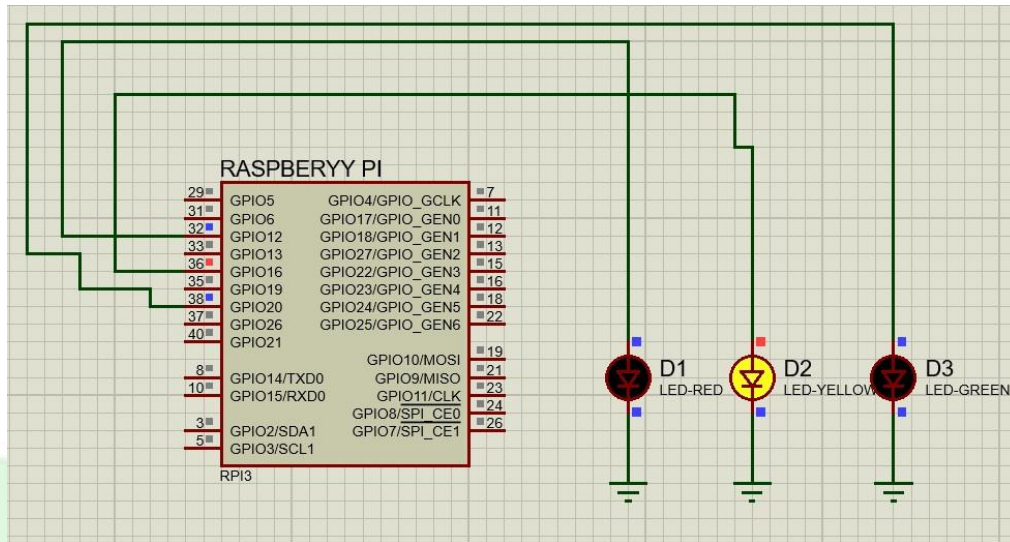 RASPBERYY PI
29 GPIO5 GPIO4/GPIO_GCLK 7
31 GPIO6 GPIO17/GPIO_GEN0 11
32 GPIO12 GPIO18/GPIO_GEN1 12
33 GPIO13 GPIO27/GPIO_GEN2 13
36 GPIO16 GPIO22/GPIO_GEN3 15
35 GPIO19 GPIO23/GPIO_GEN4 16
38 GPIO20 GPIO24/GPIO_GEN5 18
37 GPIO26 GPIO25/GPIO_GEN6 22
40 GPIO21
GPIO10/MOSI 19
8 GPIO14/TXD0 GPIO9/MISO 21
10 GPIO15/RXD0 GPIO11/CLK 23
GPIO8/SPI_CE0 24
3 GPIO2/SDA1 GPIO7/SPI_CE1 26
5 GPIO3/SCL1
RPI3
D1
LED-RED
D2
LED-YELLOW
D3
LED-GREEN